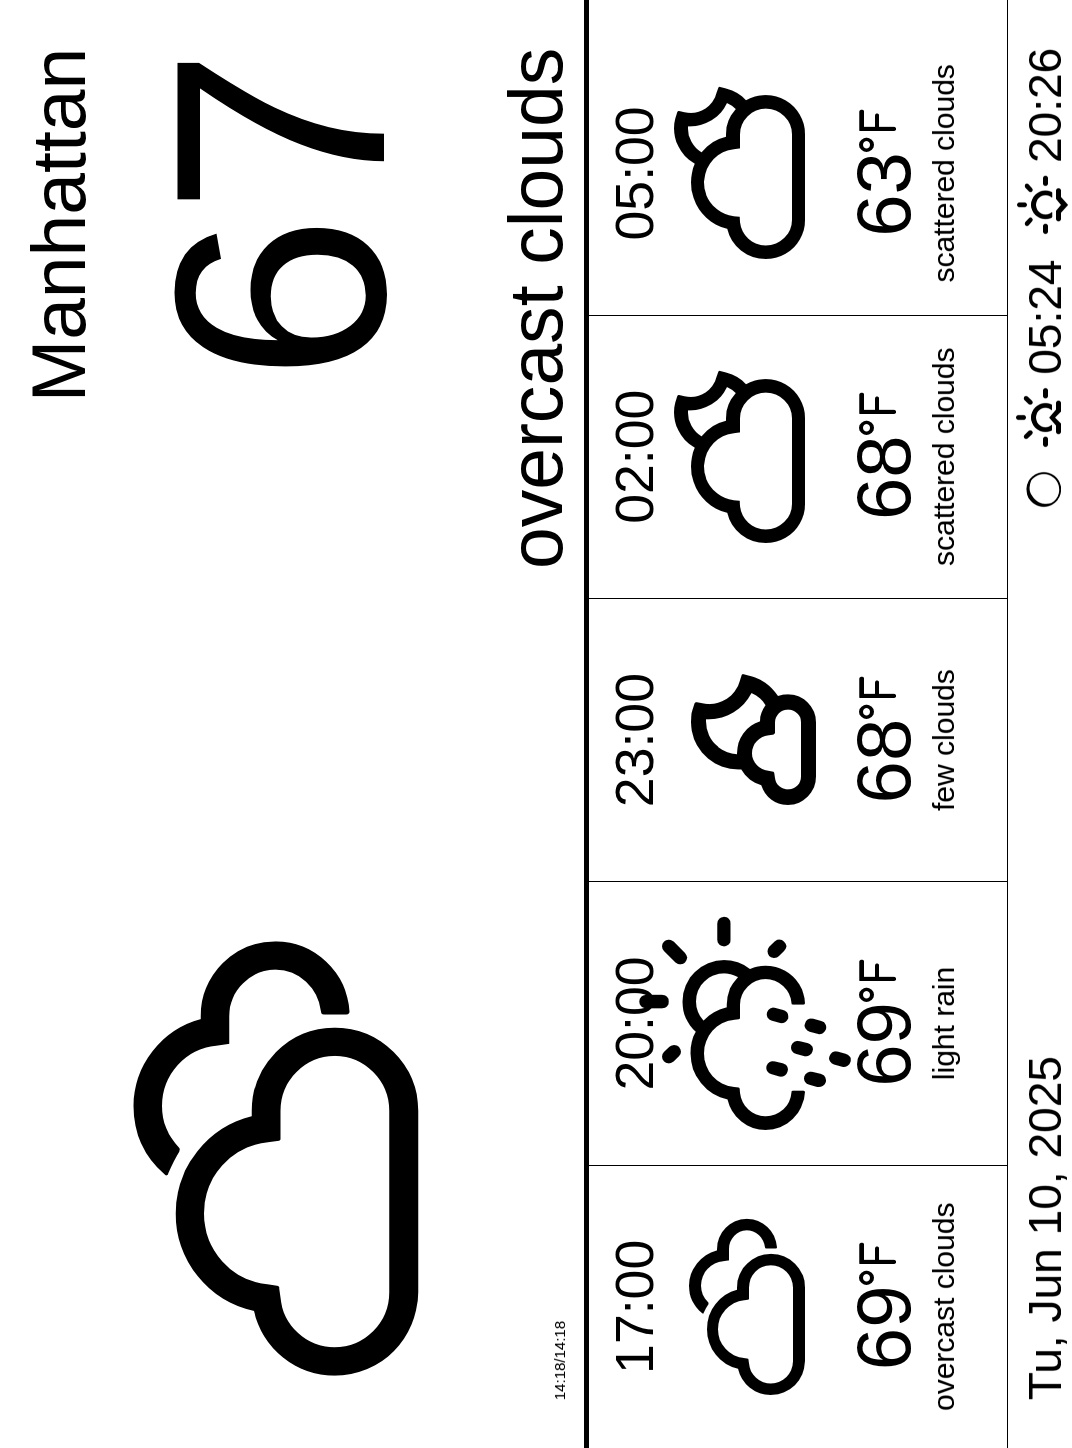 Manhattan
67
14:18/14:18
overcast clouds
17:00
69°F
overcast clouds
20:00
69°F
light rain
23:00
68°F
few clouds
02:00
68°F
scattered clouds
05:00
63°F
scattered clouds
Tu, Jun 10, 2025 05:24 20:26